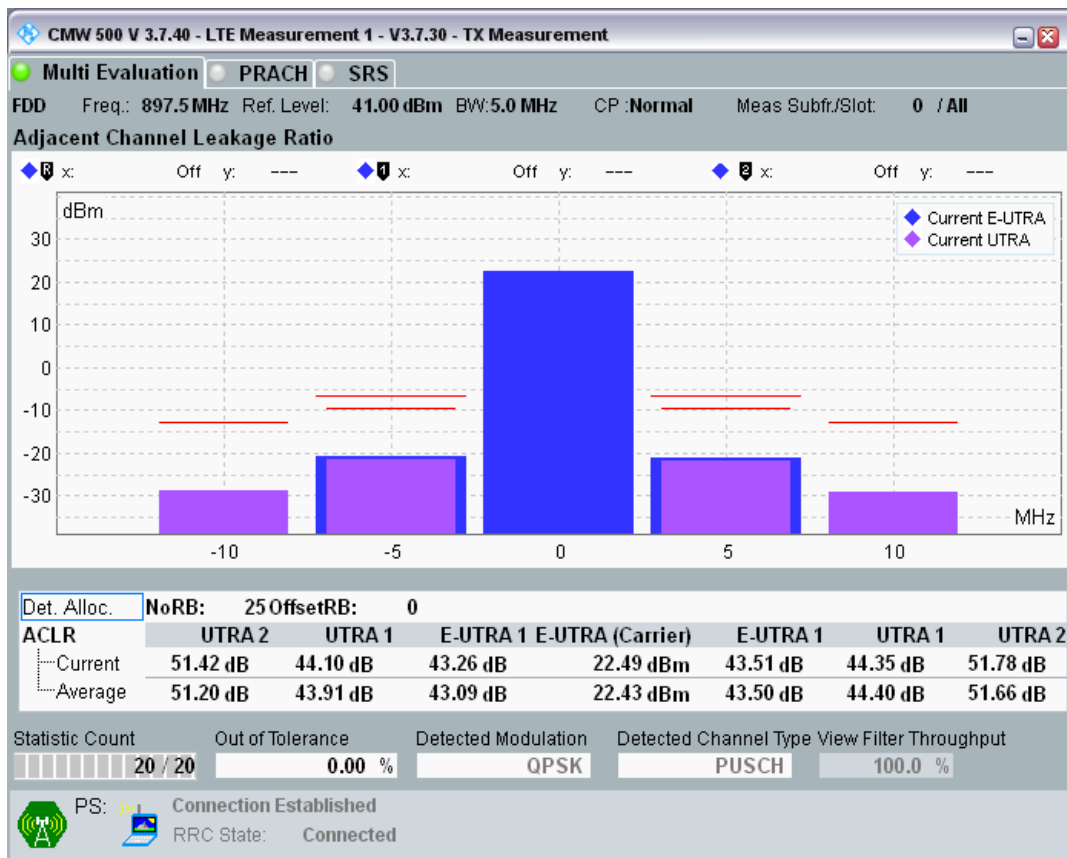 CMW 500 V 3.7.40 - LTE Measurement 1 - V3.7.30 - TX Measurement
Multi Evaluation PRACH SRS
FDD Freq.: 897.5 MHz Ref. Level: 41.00 dBm BW:5.0 MHz CP :Normal Meas Subfr./Slot: 0 / All
Adjacent Channel Leakage Ratio
R x: Off y: --- 1 x: Off y: --- 2 x: Off y: ---
dBm
Current E-UTRA
Current UTRA
30
20
10
0
-10
-20
-30
MHz
-10 -5 0 5 10
Det. Alloc. NoRB: 25 OffsetRB: 0
ACLR UTRA 2 UTRA 1 E-UTRA 1 E-UTRA (Carrier) E-UTRA 1 UTRA 1 UTRA 2
Current 51.42 dB 44.10 dB 43.26 dB 22.49 dBm 43.51 dB 44.35 dB 51.78 dB
Average 51.20 dB 43.91 dB 43.09 dB 22.43 dBm 43.50 dB 44.40 dB 51.66 dB
Statistic Count Out of Tolerance Detected Modulation Detected Channel Type View Filter Throughput
20 / 20 0.00 % QPSK PUSCH 100.0 %
PS: Connection Established
RRC State: Connected